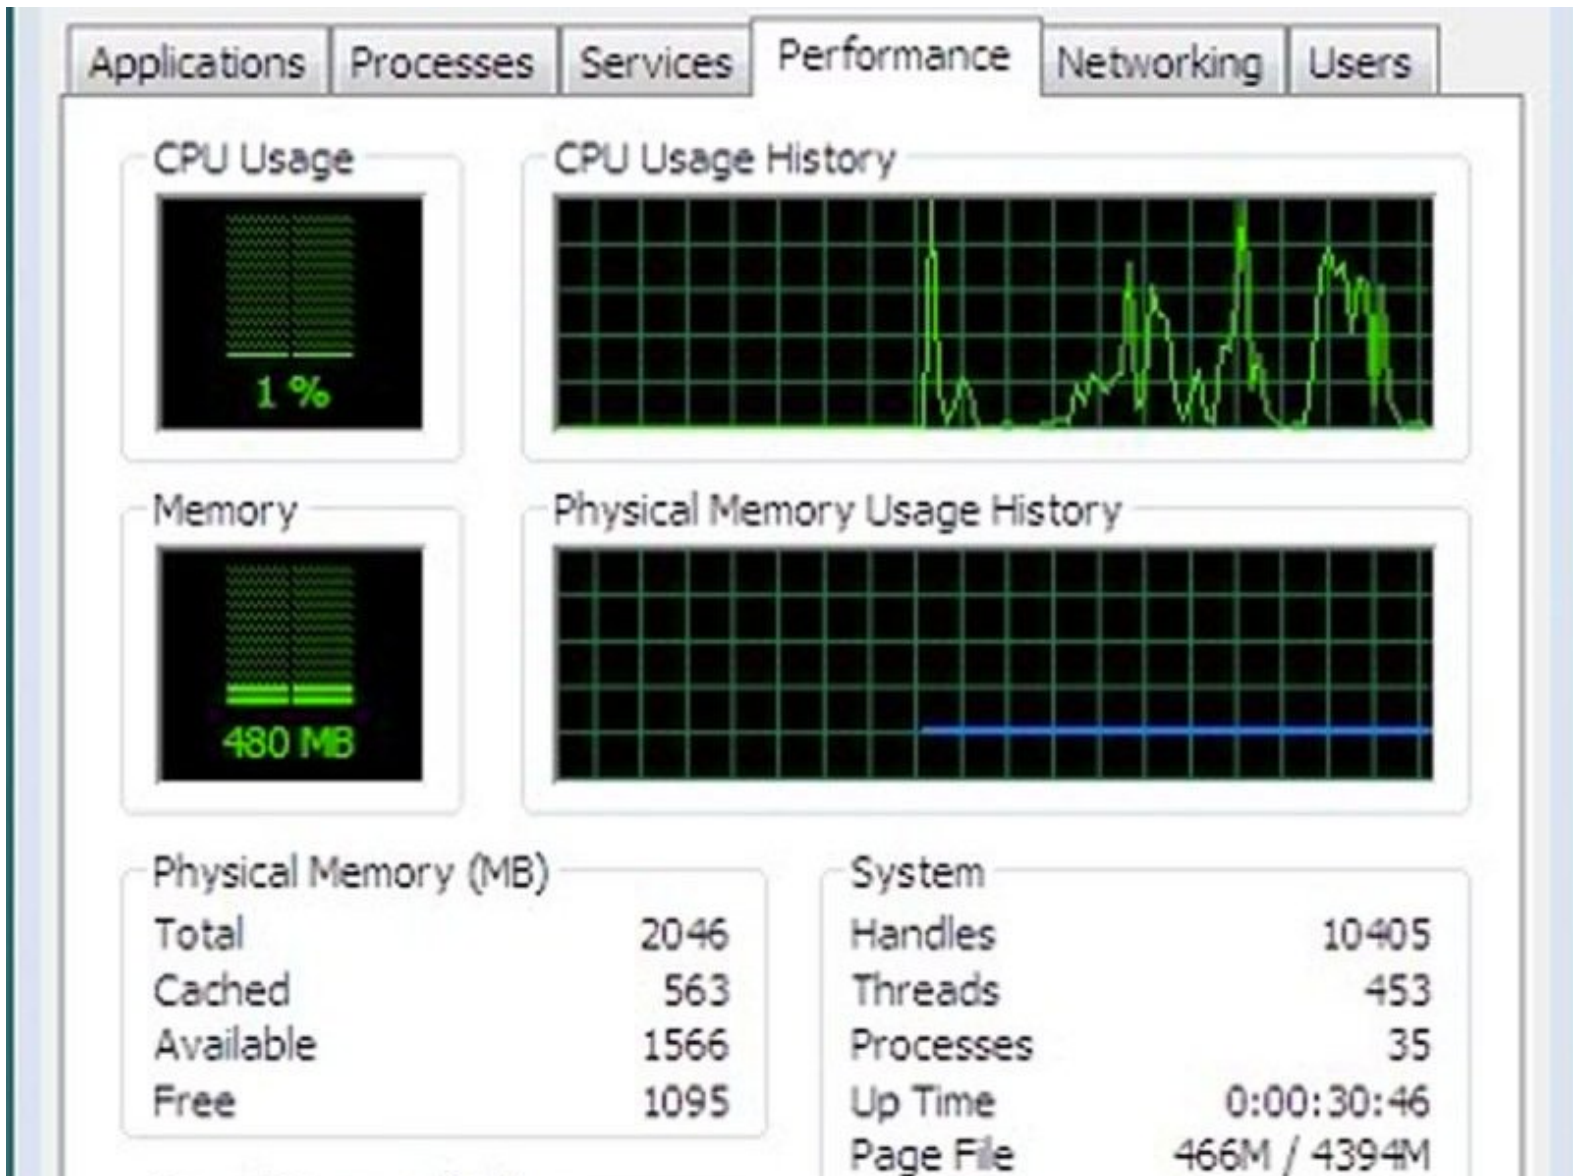 Applications Processes Services Performance Networking Users
CPU Usage
CPU Usage History
1 %
Memory
Physical Memory Usage History
480 MB
Physical Memory (MB)
Total 2046
Cached 563
Available 1566
Free 1095
System
Handles 10405
Threads 453
Processes 35
Up Time 0:00:30:46
Page File 466M / 4394M